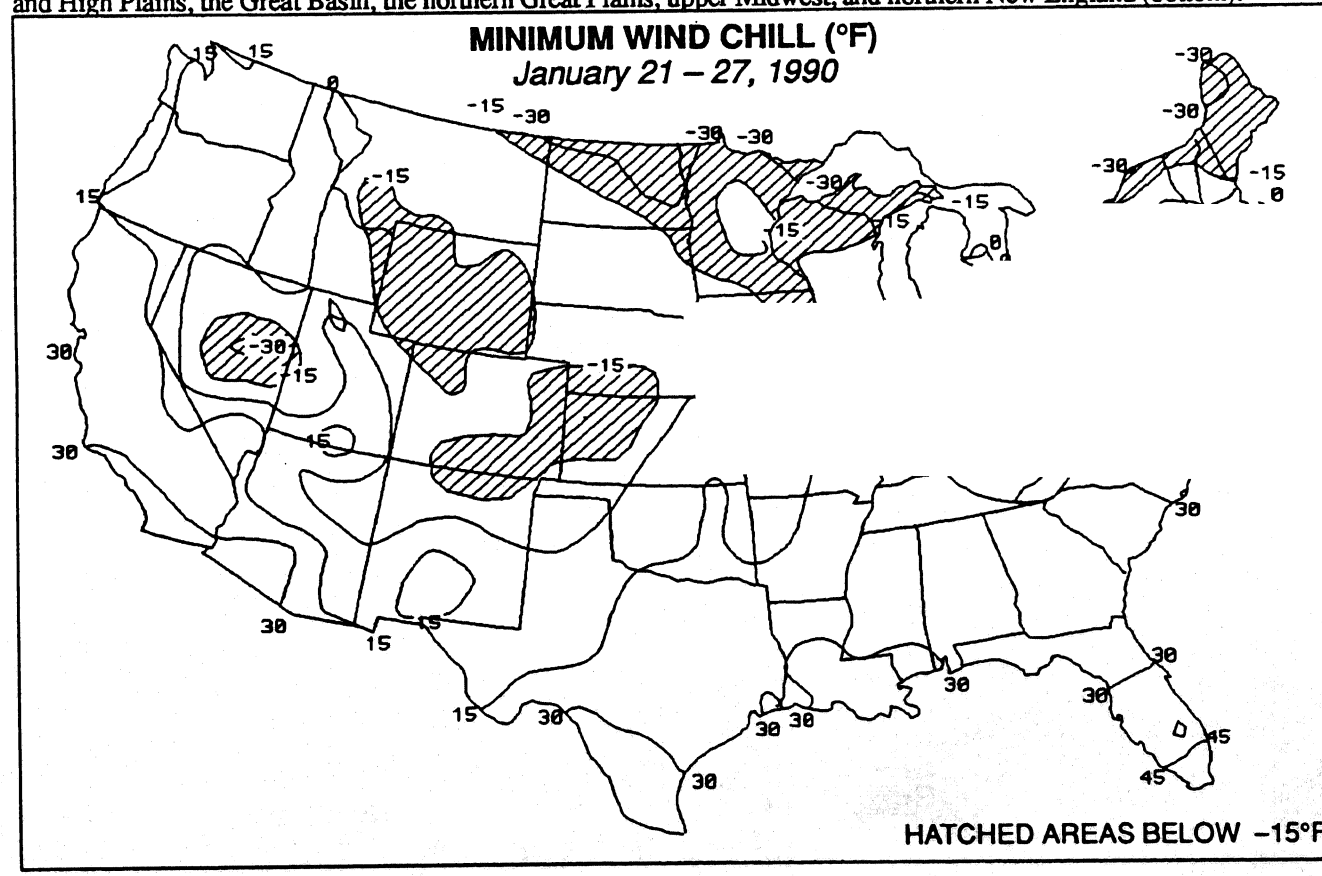 and High Plains, the Great Basin, the northern Great Plains, upper Midwest, and northern New England (bottom).
MINIMUM WIND CHILL (°F)
January 21 – 27, 1990
15 15 0 -15 -30 -30 -30 -30
-30
-15 -30 -30 -15
15 -15 -15 0
15 15 0
30 -30 -15 -15
15
30
30
30 15 15
30 30
15 30 30 30 30
45
30 45
HATCHED AREAS BELOW -15°F